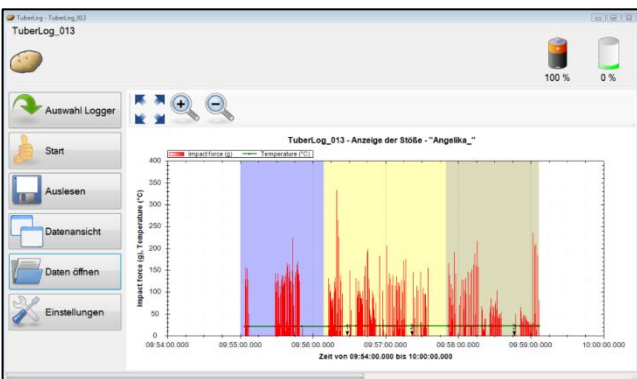 TuberLog - TuberLog_013
TuberLog_013
100 %
0 %
Auswahl Logger
Start
Auslesen
Datenansicht
Daten öffnen
Einstellungen
TuberLog_013 - Anzeige der Stöße - "Angelika_"
Impact force (g)
Temperature (°C)
Impact force (g), Temperature (°C)
400
350
300
250
200
150
100
50
0
1
2
3
09:54:00.000
09:55:00.000
09:56:00.000
09:57:00.000
09:58:00.000
09:59:00.000
10:00:00.000
Zeit von 09:54:00.000 bis 10:00:00.000